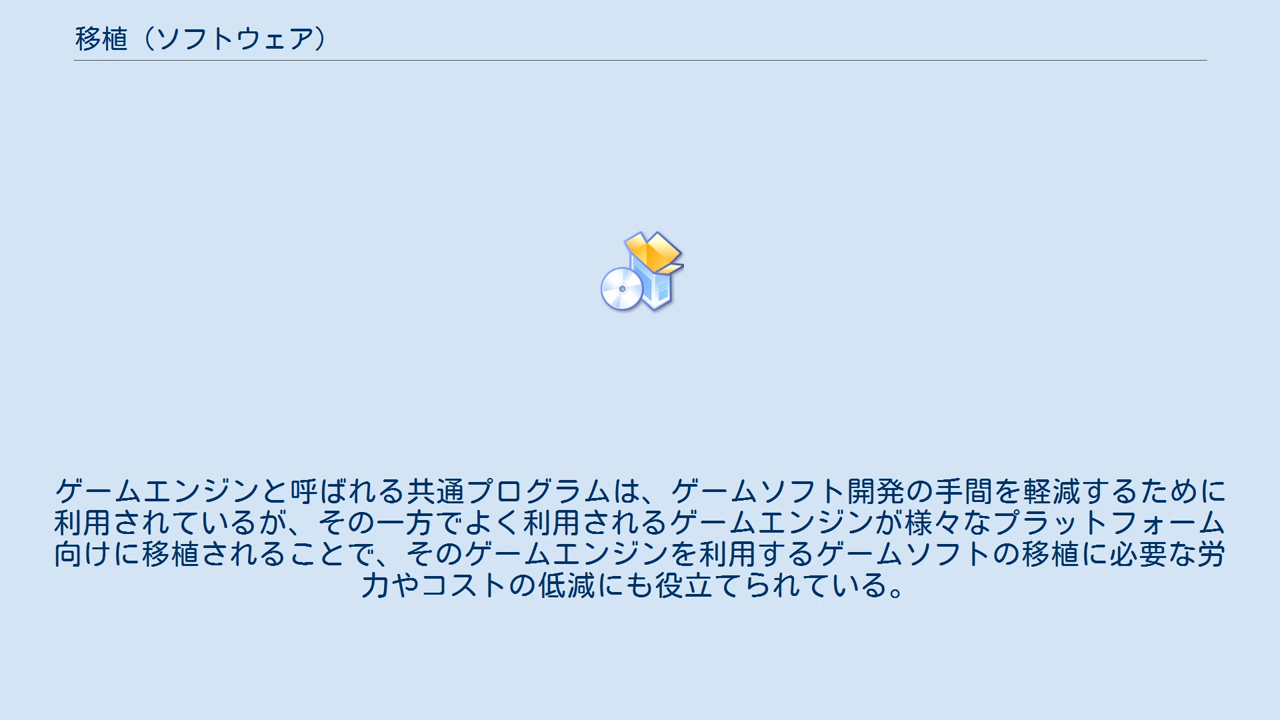 移植（ソフトウェア）
ゲームエンジンと呼ばれる共通プログラムは、ゲームソフト開発の手間を軽減するために
利用されているが、その一方でよく利用されるゲームエンジンが様々なプラットフォーム
向けに移植されることで、そのゲームエンジンを利用するゲームソフトの移植に必要な労
力やコストの低減にも役立てられている。